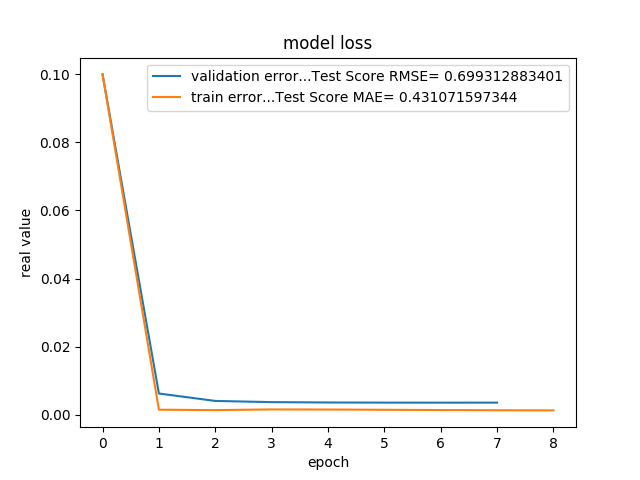 model loss
validation error...Test Score RMSE= 0.699312883401
train error...Test Score MAE= 0.431071597344
0.10
0.08
0.06
0.04
0.02
0.00
real value
0 1 2 3 4 5 6 7 8
epoch